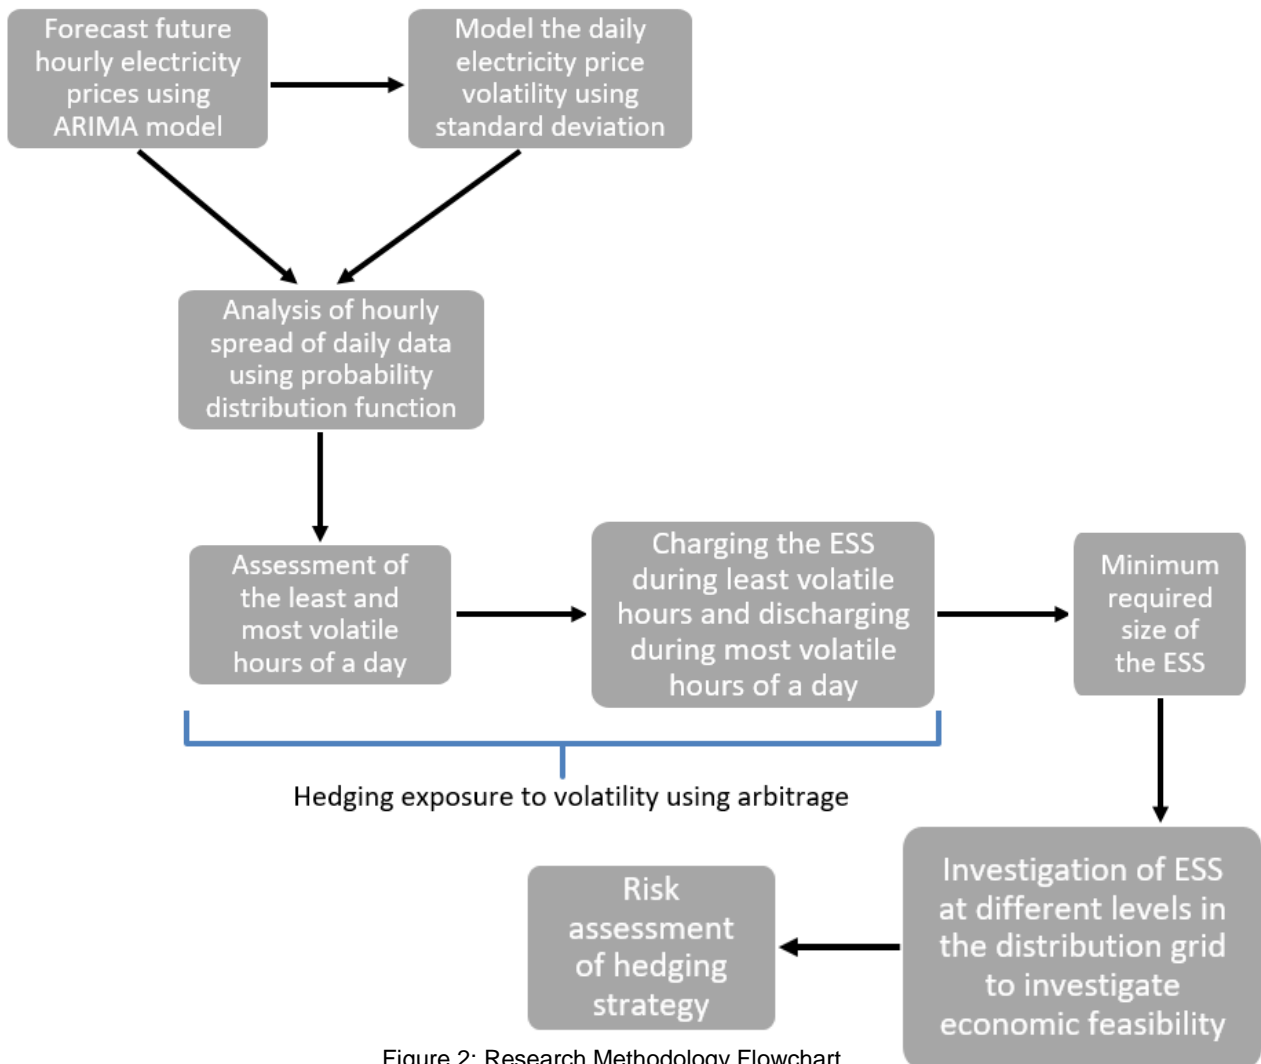 Forecast future
hourly electricity
prices using
ARIMA model
Model the daily
electricity price
volatility using
standard deviation
Analysis of hourly
spread of daily data
using probability
distribution function
Assessment of
the least and
most volatile
hours of a day
Charging the ESS
during least volatile
hours and discharging
during most volatile
hours of a day
Minimum
required
size of
the ESS
Hedging exposure to volatility using arbitrage
Investigation of ESS
at different levels in
the distribution grid
to investigate
economic feasibility
Risk
assessment
of hedging
strategy
Figure 2: Research Methodology Flowchart